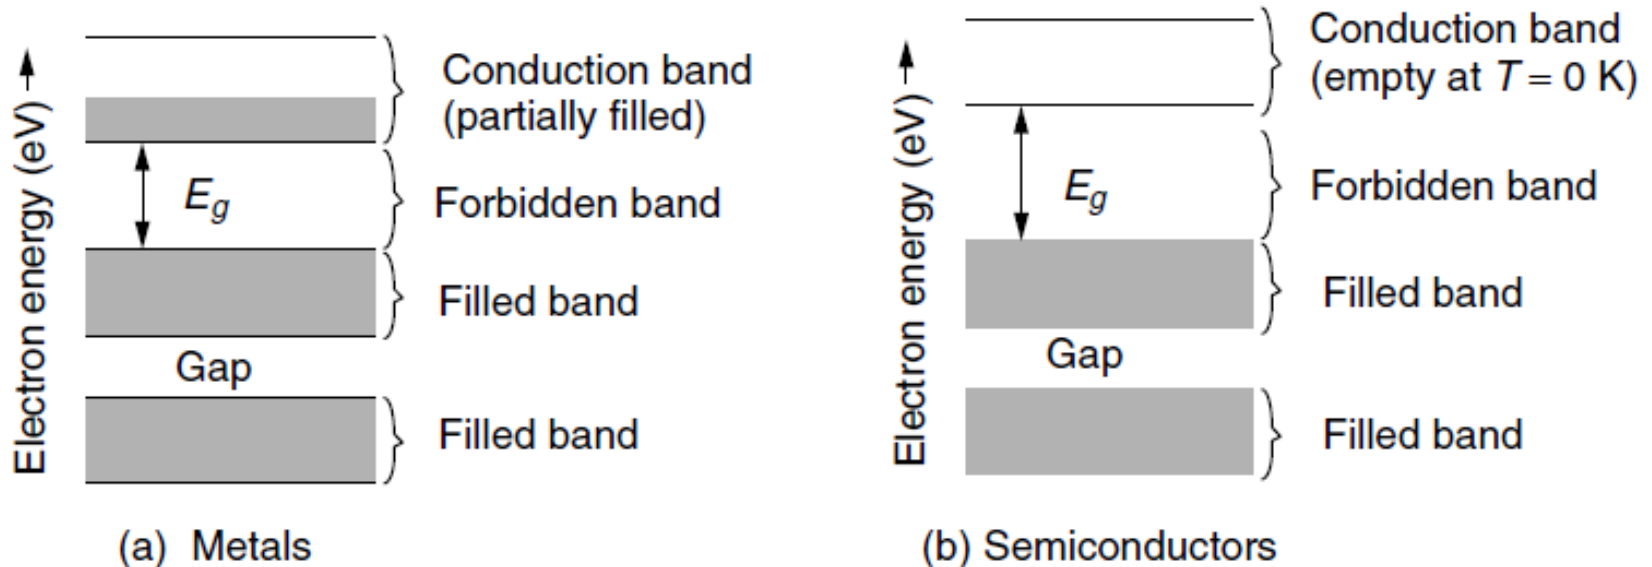 Electron energy (eV)
Conduction band
(partially filled)
E_g
Forbidden band
Filled band
Gap
Filled band
(a) Metals
Electron energy (eV)
Conduction band
(empty at T = 0 K)
E_g
Forbidden band
Filled band
Gap
Filled band
(b) Semiconductors